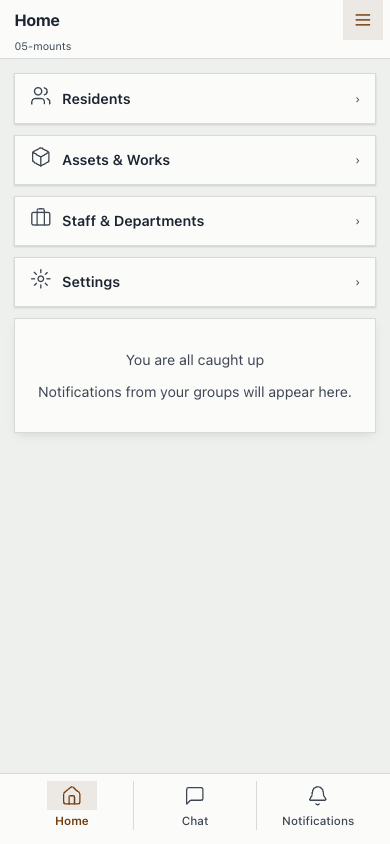 Home
05-mounts
Residents
Assets & Works
Staff & Departments
Settings
You are all caught up
Notifications from your groups will appear here.
Home
Chat
Notifications